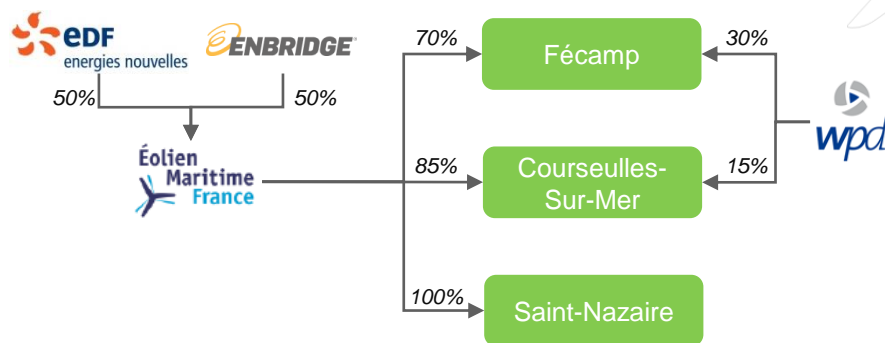 eDF
energies nouvelles
ENBRIDGE
50%
50%
Éolien
Maritime
France
70%
Fécamp
30%
wpd
85%
Courseulles-
Sur-Mer
15%
100%
Saint-Nazaire